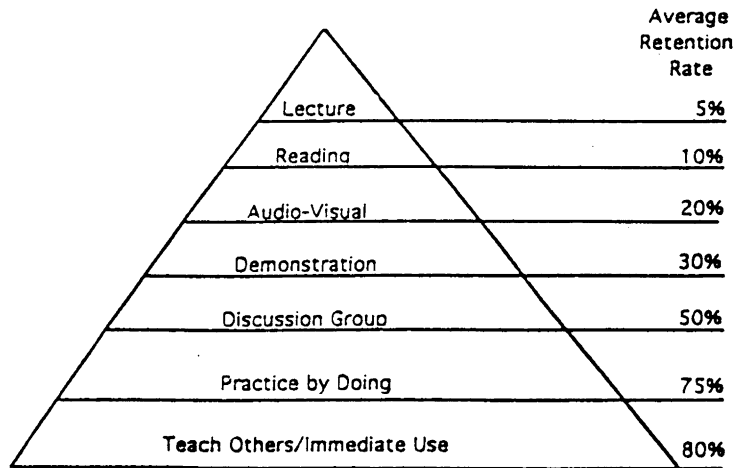 Average
Retention
Rate
Lecture 5%
Reading 10%
Audio-Visual 20%
Demonstration 30%
Discussion Group 50%
Practice by Doing 75%
Teach Others/Immediate Use 80%